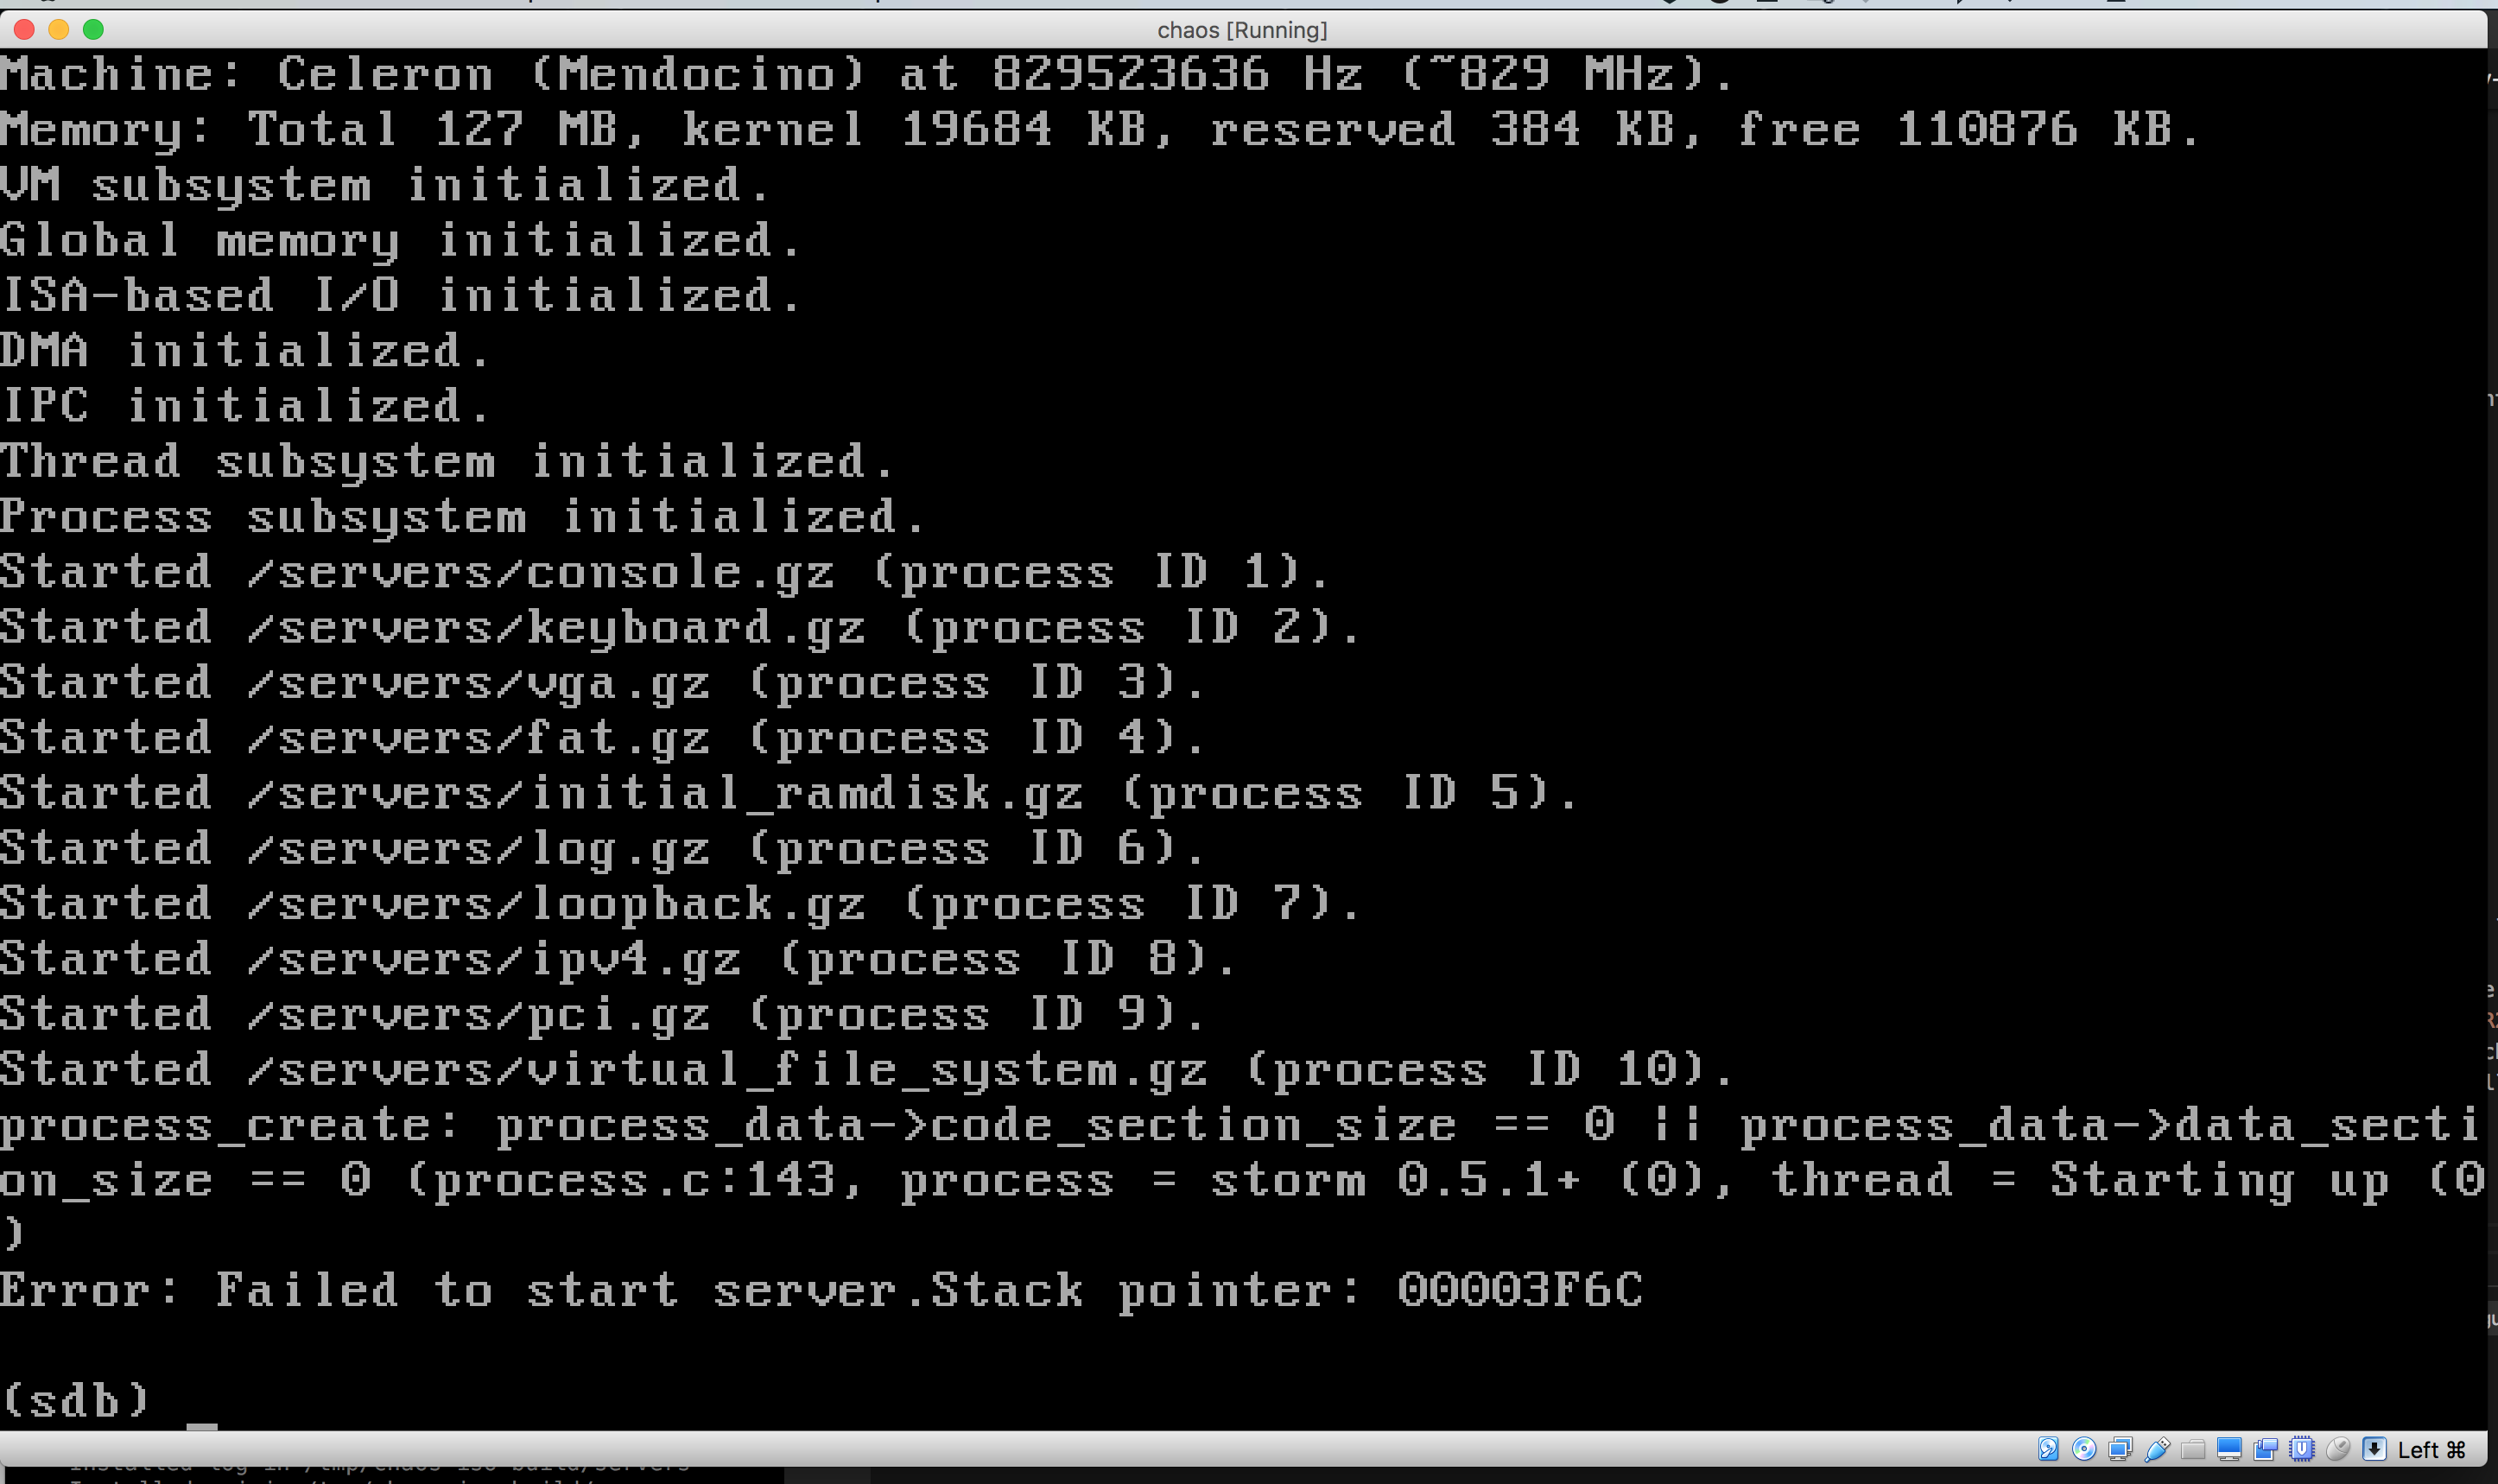 chaos [Running]
Machine: Celeron (Mendocino) at 829523636 Hz (~829 MHz).
Memory: Total 127 MB, kernel 19684 KB, reserved 384 KB, free 110876 KB.
VM subsystem initialized.
Global memory initialized.
ISA-based I/O initialized.
DMA initialized.
IPC initialized.
Thread subsystem initialized.
Process subsystem initialized.
Started /servers/console.gz (process ID 1).
Started /servers/keyboard.gz (process ID 2).
Started /servers/vga.gz (process ID 3).
Started /servers/fat.gz (process ID 4).
Started /servers/initial_ramdisk.gz (process ID 5).
Started /servers/log.gz (process ID 6).
Started /servers/loopback.gz (process ID 7).
Started /servers/ipv4.gz (process ID 8).
Started /servers/pci.gz (process ID 9).
Started /servers/virtual_file_system.gz (process ID 10).
process_create: process_data->code_section_size == 0 || process_data->data_secti
on_size == 0 (process.c:143, process = storm 0.5.1+ (0), thread = Starting up (0
)
Error: Failed to start server.Stack pointer: 00003F6C
(sdb) _
Left ⌘